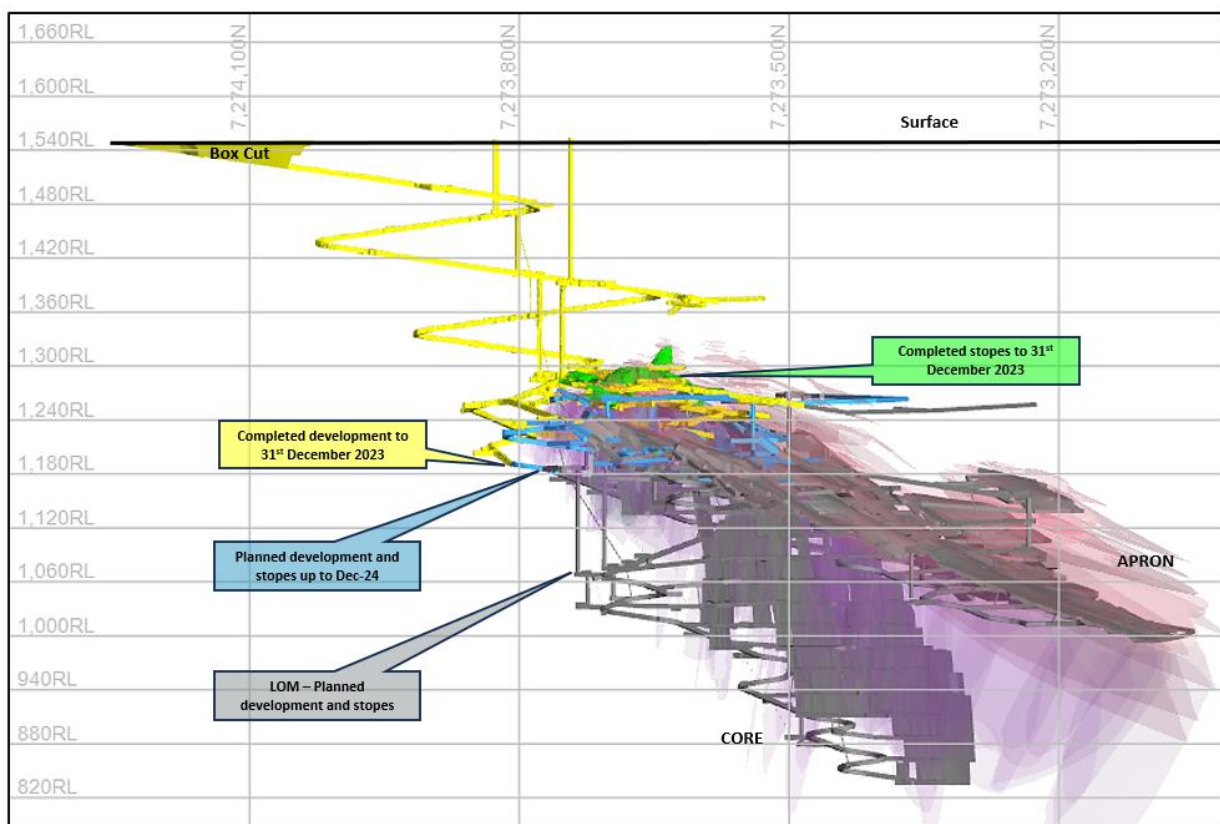 1,660RL
7,274,100N
7,273,800N
7,273,500N
7,273,200N
1,600RL
Surface
1,540RL
Box Cut
1,480RL
1,420RL
1,360RL
1,300RL
Completed stopes to 31st
December 2023
1,240RL
Completed development to
31st December 2023
1,180RL
1,120RL
Planned development and
stopes up to Dec-24
1,060RL
APRON
1,000RL
LOM – Planned
development and stopes
940RL
CORE
880RL
820RL